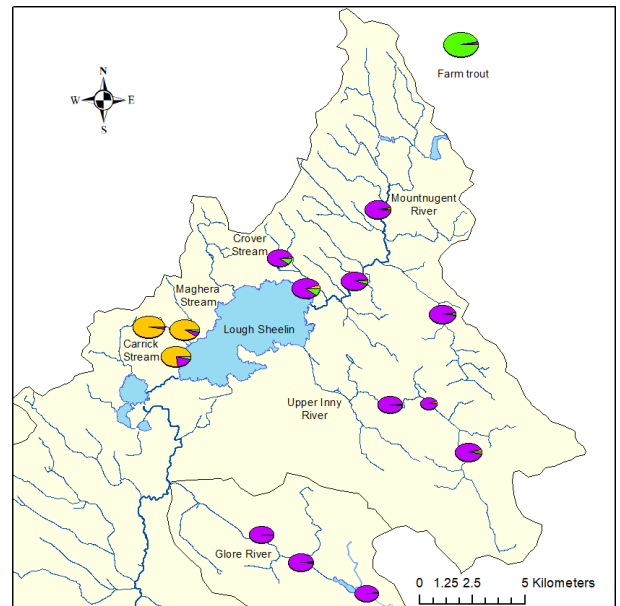 N
W E
S
Farm trout
Mountnugent
River
Crover
Stream
Maghera
Stream
Lough Sheelin
Carrick
Stream
Upper Inny
River
Glore River
0 1.25 2.5 5 Kilometers